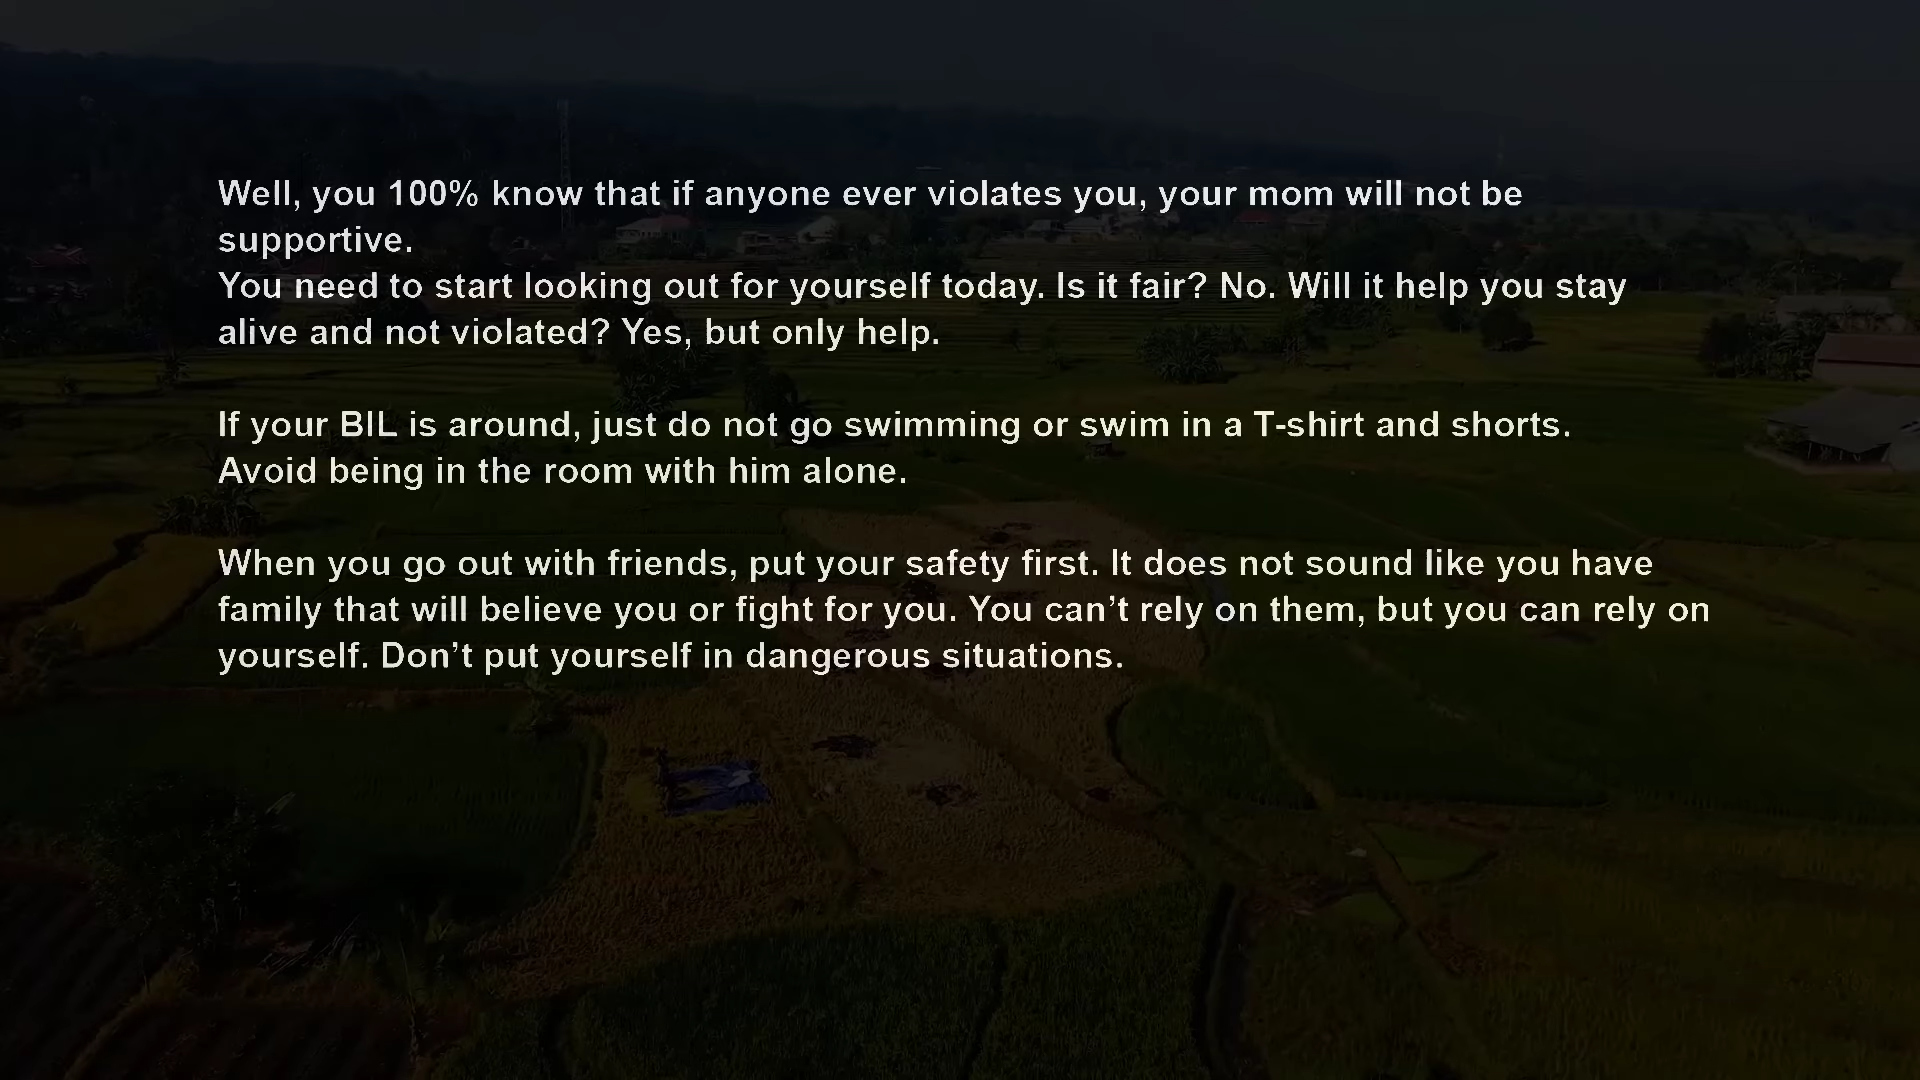 Well, you 100% know that if anyone ever violates you, your mom will not be
supportive.
You need to start looking out for yourself today. Is it fair? No. Will it help you stay
alive and not violated? Yes, but only help.
If your BIL is around, just do not go swimming or swim in a T-shirt and shorts.
Avoid being in the room with him alone.
When you go out with friends, put your safety first. It does not sound like you have
family that will believe you or fight for you. You can’t rely on them, but you can rely on
yourself. Don’t put yourself in dangerous situations.